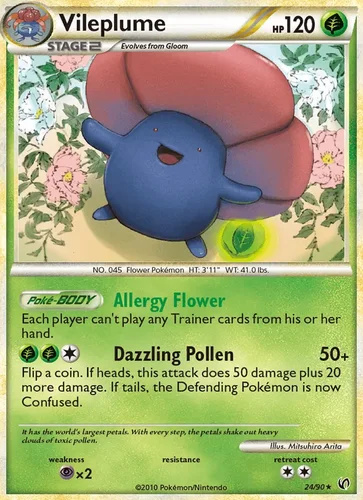 Vileplume HP120
STAGE 2 Evolves from Gloom
NO. 045 Flower Pokémon HT: 3'11" WT: 41.0 lbs.
Poké-BODY Allergy Flower
Each player can't play any Trainer cards from his or her
hand.
Dazzling Pollen 50+
Flip a coin. If heads, this attack does 50 damage plus 20
more damage. If tails, the Defending Pokémon is now
Confused.
It has the world's largest petals. With every step, the petals shake out heavy
clouds of toxic pollen.
Illus. Mitsuhiro Arita
weakness resistance retreat cost
×2
24/90 ★
©2010 Pokémon/Nintendo